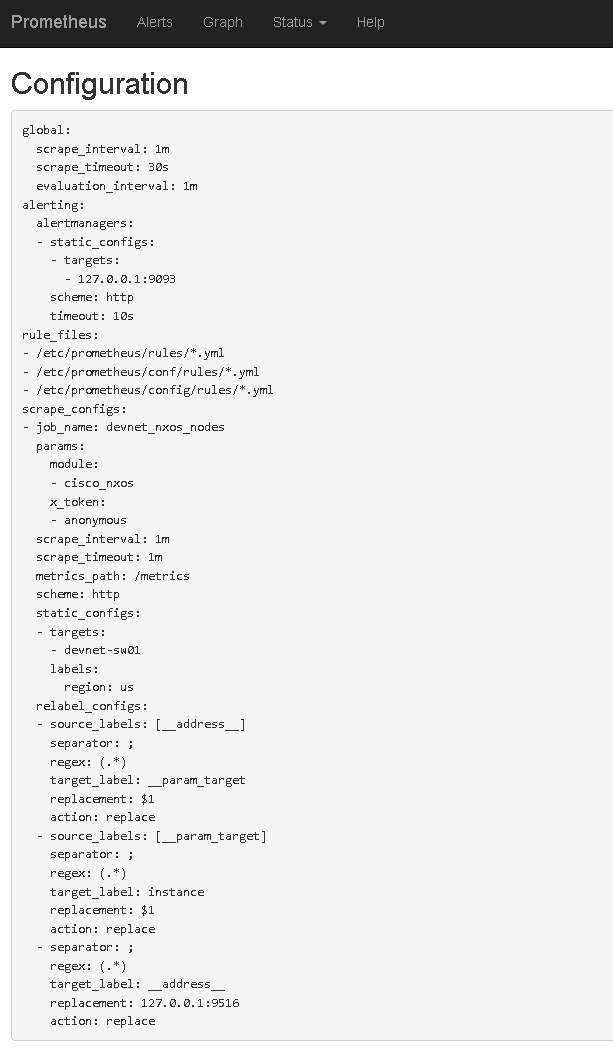 Prometheus Alerts Graph Status Help
Configuration
global:
  scrape_interval: 1m
  scrape_timeout: 30s
  evaluation_interval: 1m
alerting:
  alertmanagers:
  - static_configs:
    - targets:
      - 127.0.0.1:9093
    scheme: http
    timeout: 10s
rule_files:
- /etc/prometheus/rules/*.yml
- /etc/prometheus/conf/rules/*.yml
- /etc/prometheus/config/rules/*.yml
scrape_configs:
- job_name: devnet_nxos_nodes
  params:
    module:
    - cisco_nxos
    x_token:
    - anonymous
  scrape_interval: 1m
  scrape_timeout: 1m
  metrics_path: /metrics
  scheme: http
  static_configs:
  - targets:
    - devnet-sw01
    labels:
      region: us
  relabel_configs:
  - source_labels: [__address__]
    separator: ;
    regex: (.*)
    target_label: __param_target
    replacement: $1
    action: replace
  - source_labels: [__param_target]
    separator: ;
    regex: (.*)
    target_label: instance
    replacement: $1
    action: replace
  - separator: ;
    regex: (.*)
    target_label: __address__
    replacement: 127.0.0.1:9516
    action: replace